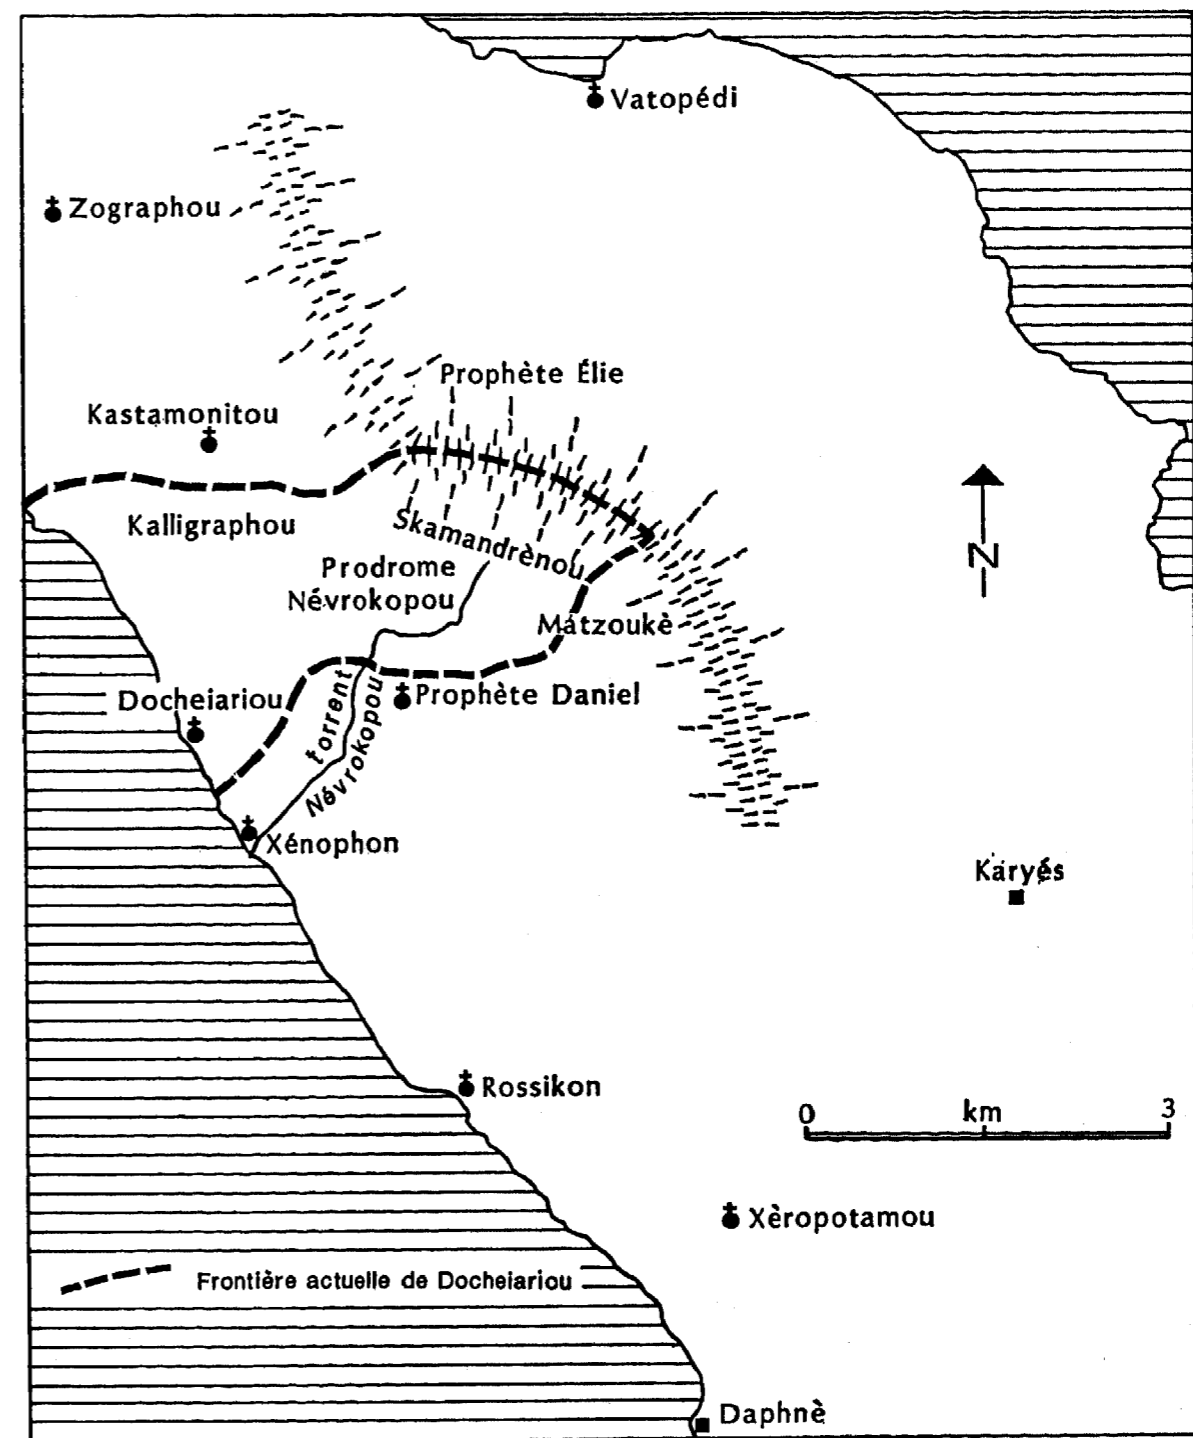 Vatopédi
Zographou
Prophète Élie
Kastamonitou
Kalligraphou
Skamandrènou
Prodrome
Névrokopou
N
Matzoukè
Docheiariou
Prophète Daniel
torrent
Névrokopou
Xénophon
Karyés
Rossikon
0 km 3
Xèropotamou
Frontière actuelle de Docheiariou
Daphnè